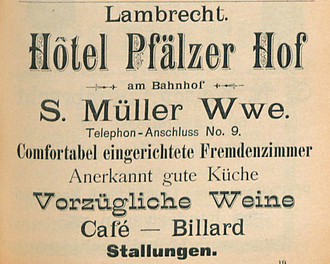 Lambrecht.
Hôtel Pfälzer Hof
am Bahnhof
S. Müller Wwe.
Telephon-Anschluss No. 9.
Comfortabel eingerichtete Fremdenzimmer
Anerkannt gute Küche
Vorzügliche Weine
Café — Billard
Stallungen.